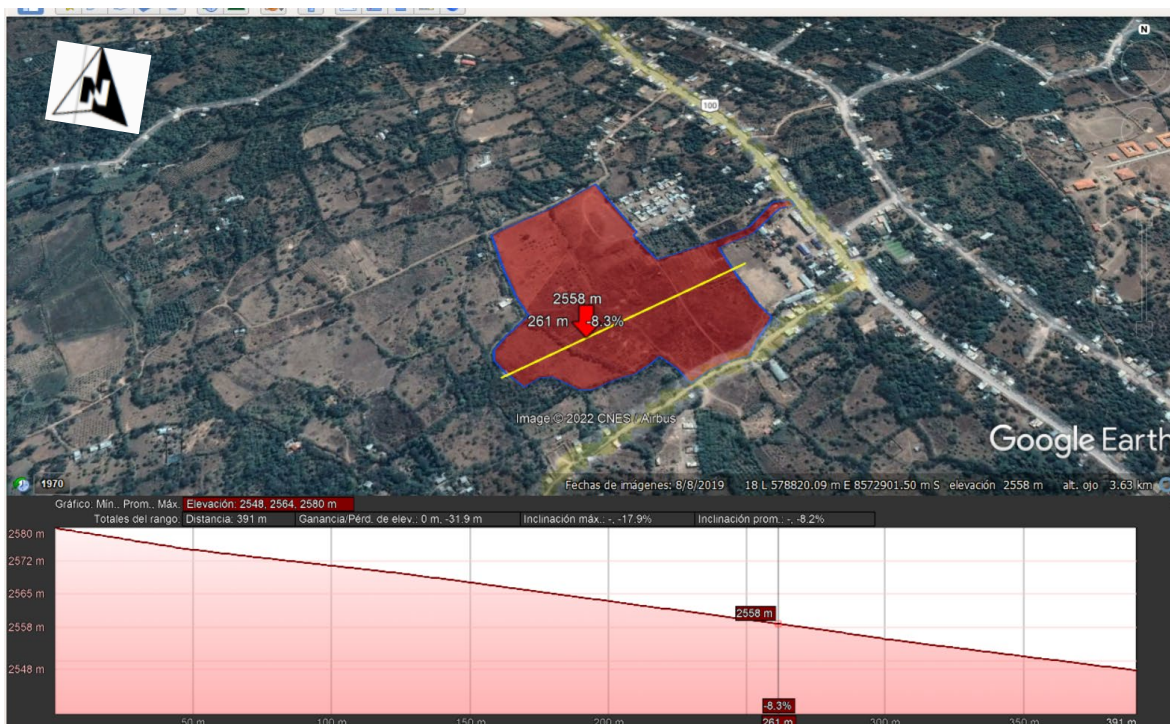 N
N
100
2558 m
261 m -8.3%
Image © 2022 CNES / Airbus
Google Earth
1970
Fechas de imágenes: 8/8/2019 18 L 578820.09 m E 8572901.50 m S elevación 2558 m alt. ojo 3.63 km
Gráfico: Mín., Prom., Máx. Elevación: 2548, 2564, 2580 m
Totales del rango: Distancia: 391 m Ganancia/Pérd. de elev.: 0 m, -31.9 m Inclinación máx.: -, -17.9% Inclinación prom.: -, -8.2%
2580 m
2572 m
2565 m
2558 m
2558 m
2548 m
-8.3%
50 m 100 m 150 m 200 m 261 m 300 m 350 m 391 m